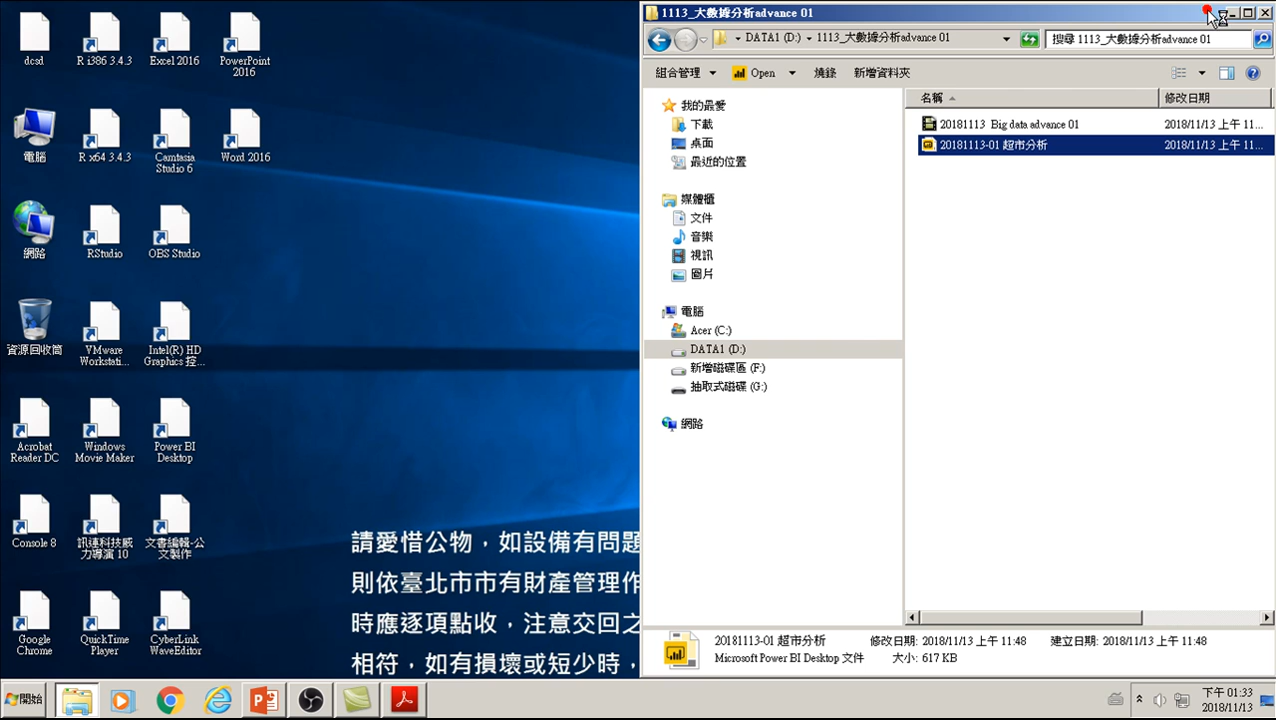 dcsd
R i386 3.4.3
Excel 2016
PowerPoint
2016
電腦
R x64 3.4.3
Camtasia
Studio 6
Word 2016
網路
RStudio
OBS Studio
資源回收筒
VMware
Workstati...
Intel(R) HD
Graphics 控...
Acrobat
Reader DC
Windows
Movie Maker
Power BI
Desktop
Console 8
訊連科技威
力導演 10
文書編輯-公
文製作
Google
Chrome
QuickTime
Player
CyberLink
WaveEditor
請愛惜公物，如設備有問題
則依臺北市市有財產管理作
時應逐項點收，注意交回之
相符，如有損壞或短少時，
1113_大數據分析advance 01
DATA1 (D:) 1113_大數據分析advance 01
搜尋 1113_大數據分析advance 01
組合管理 Open 燒錄 新增資料夾
我的最愛
下載
桌面
最近的位置
媒體櫃
文件
音樂
視訊
圖片
電腦
Acer (C:)
DATA1 (D:)
新增磁碟區 (F:)
抽取式磁碟 (G:)
網路
名稱 修改日期
20181113 Big data advance 01 2018/11/13 上午 11...
20181113-01 超市分析 2018/11/13 上午 11...
20181113-01 超市分析 修改日期: 2018/11/13 上午 11:48 建立日期: 2018/11/13 上午 11:48
Microsoft Power BI Desktop 文件 大小: 617 KB
開始
下午 01:33
2018/11/13